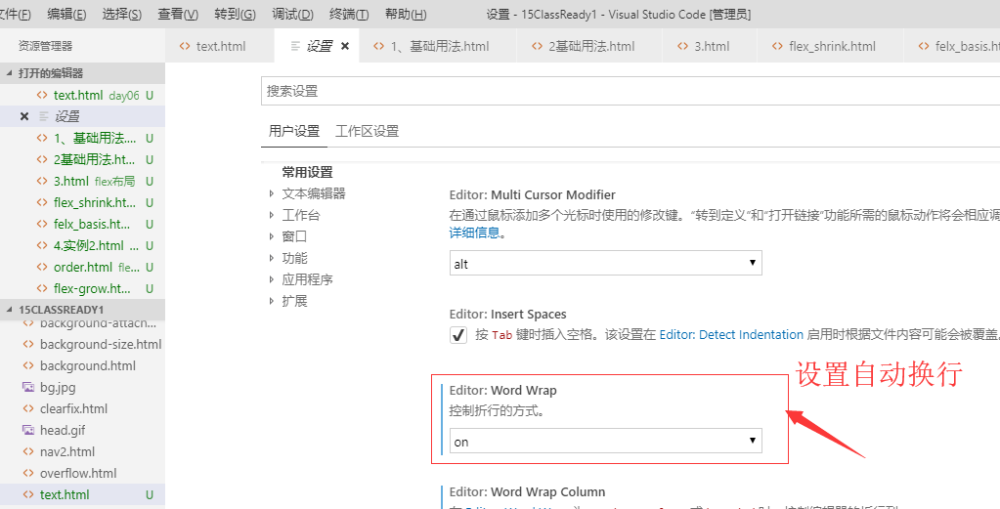 文件(F) 编辑(E) 选择(S) 查看(V) 转到(G) 调试(D) 终端(T) 帮助(H) 设置 - 15ClassReady1 - Visual Studio Code [管理员]
资源管理器
text.html 设置 1、基础用法.html 2基础用法.html 3.html flex_shrink.html felx_basis.ht
打开的编辑器
text.html day06 U
设置
1、基础用法.... U
2基础用法.ht... U
3.html flex布局 U
flex_shrink.ht... U
felx_basis.ht... U
4.实例2.html ... U
order.html fle... U
flex-grow.ht... U
15CLASSREADY1
background-attach...
background-size.html
background.html
bg.jpg
clearfix.html
head.gif
nav2.html
overflow.html
text.html U
搜索设置
用户设置 工作区设置
常用设置
文本编辑器
工作台
窗口
功能
应用程序
扩展
Editor: Multi Cursor Modifier
在通过鼠标添加多个光标时使用的修改键。“转到定义”和“打开链接”功能所需的鼠标动作将会相应调
详细信息。
alt
Editor: Insert Spaces
按 Tab 键时插入空格。该设置在 Editor: Detect Indentation 启用时根据文件内容可能会被覆盖。
设置自动换行
Editor: Word Wrap
控制折行的方式。
on
Editor: Word Wrap Column